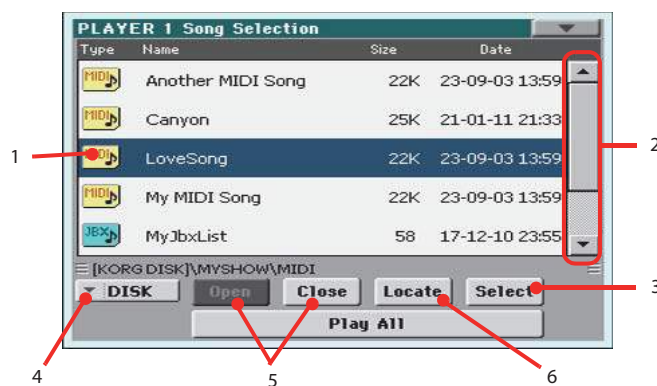 PLAYER 1 Song Selection
Type Name Size Date
MIDI Another MIDI Song 22K 23-09-03 13:59
MIDI Canyon 25K 21-01-11 21:33
1 MIDI LoveSong 22K 23-09-03 13:59 2
MIDI My MIDI Song 22K 23-09-03 13:59
JBX MyJbxList 58 17-12-10 23:55
[KORG DISK]\MYSHOW\MIDI
DISK Open Close Locate Select 3
Play All
4 5 6